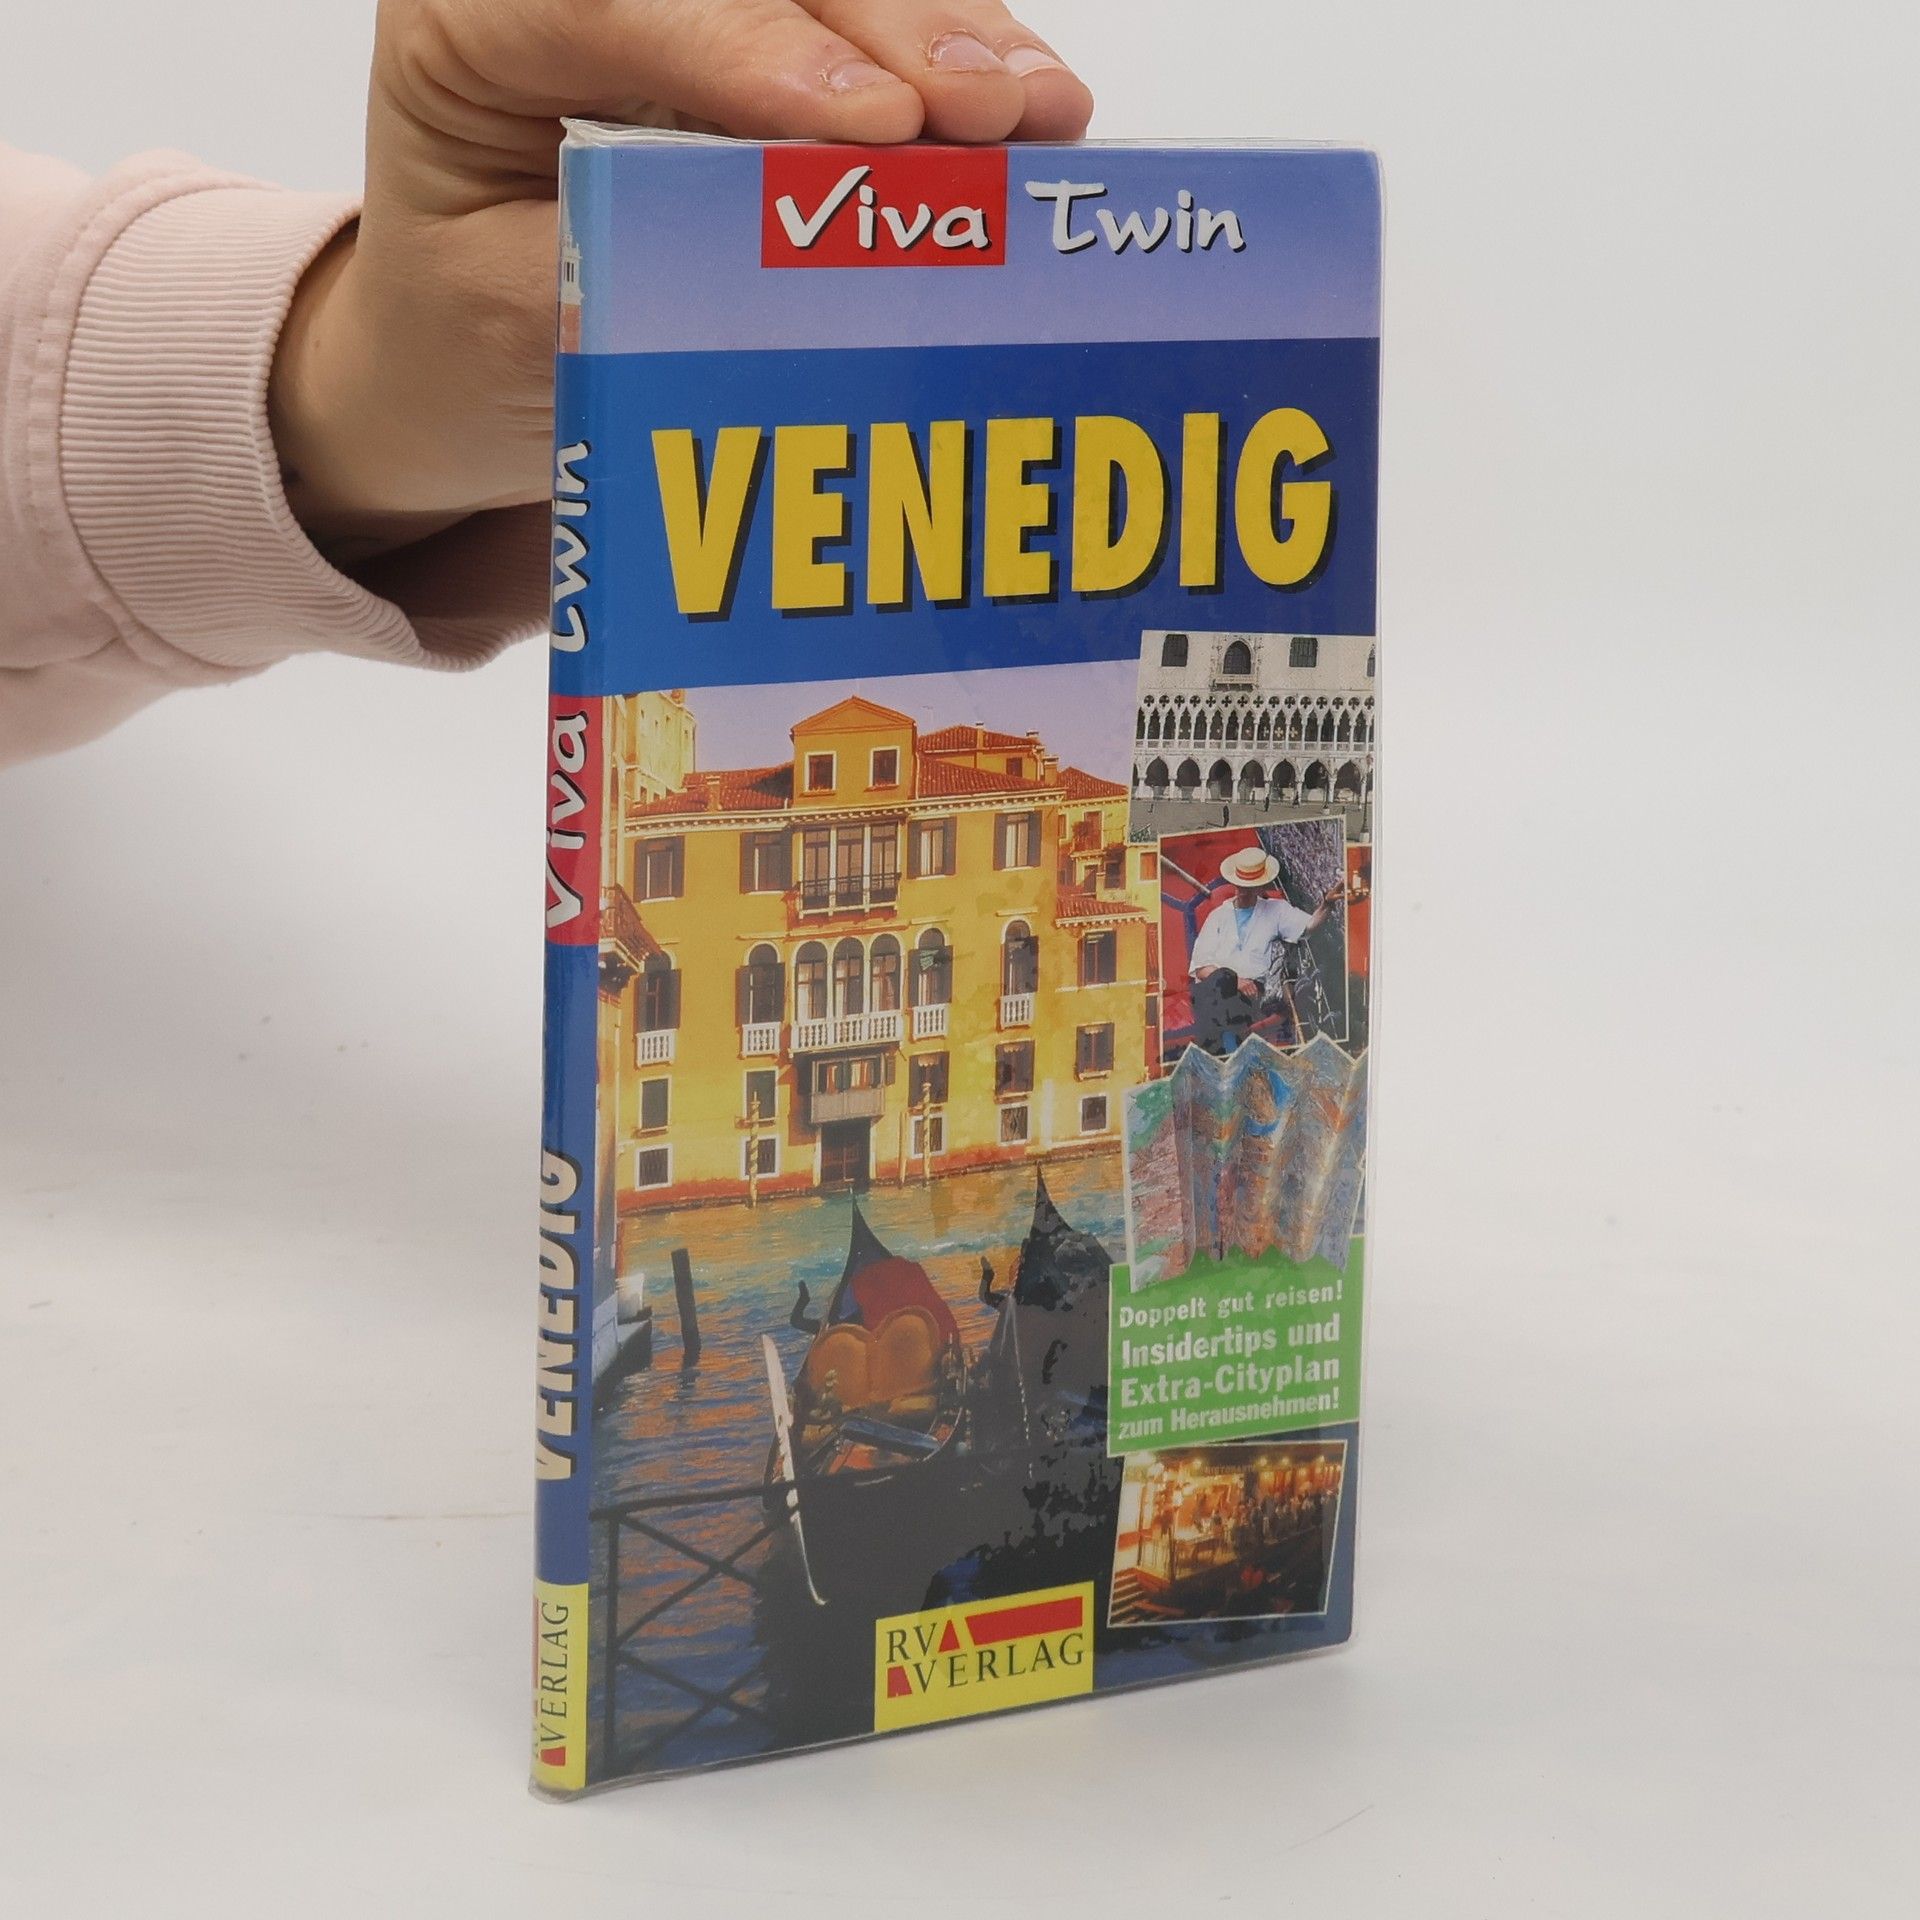 Viva Twin
VENEDIG
Doppelt gut reisen!
Insidertips und
Extra-Cityplan
zum Herausnehmen!
RV
VERLAG
Viva Twin
VENEDIG
VERLAG